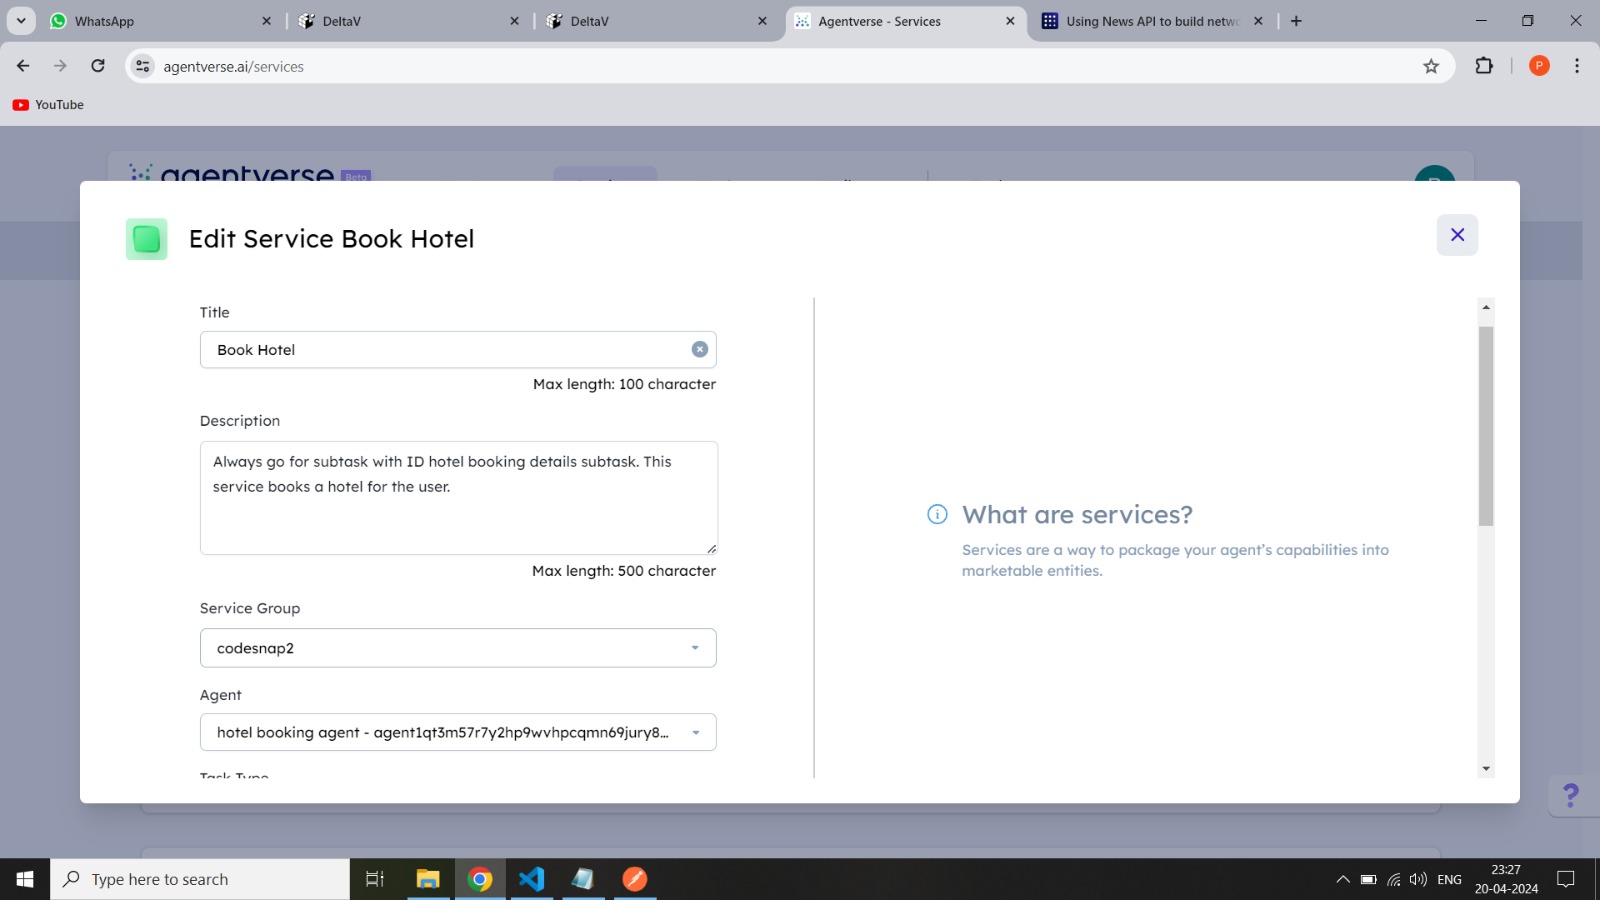 WhatsApp
DeltaV
DeltaV
Agentverse - Services
Using News API to build netw
agentverse.ai/services
P
YouTube
agentverse Beta
Edit Service Book Hotel
Title
Book Hotel
Max length: 100 character
Description
Always go for subtask with ID hotel booking details subtask. This
service books a hotel for the user.
Max length: 500 character
Service Group
codesnap2
Agent
hotel booking agent - agent1qt3m57r7y2hp9wvhpcqmn69jury8...
Task Type
What are services?
Services are a way to package your agent's capabilities into
marketable entities.
?
Type here to search
ENG
23:27
20-04-2024